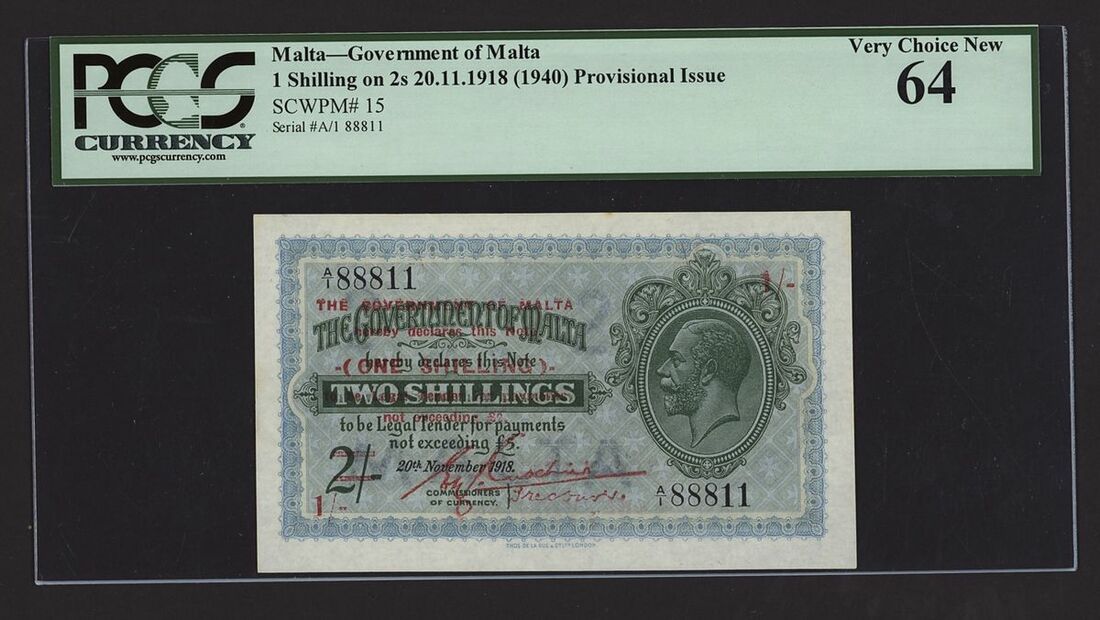 PCGS
CURRENCY
www.pcgscurrency.com
Malta—Government of Malta
1 Shilling on 2s 20.11.1918 (1940) Provisional Issue
SCWPM# 15
Serial #A/1 88811
Very Choice New
64
A/1 88811
1/-
THE GOVERNMENT OF MALTA
THE GOVERNMENT OF MALTA
hereby declares this Note
hereby declares this Note
-(ONE SHILLING)-
TWO SHILLINGS
not exceeding £5
to be Legal Tender for payments
not exceeding £5.
20th November 1918.
2/-
COMMISSIONERS
OF CURRENCY.
A/1 88811
1/-
THOS DE LA RUE & Co LTD LONDON.